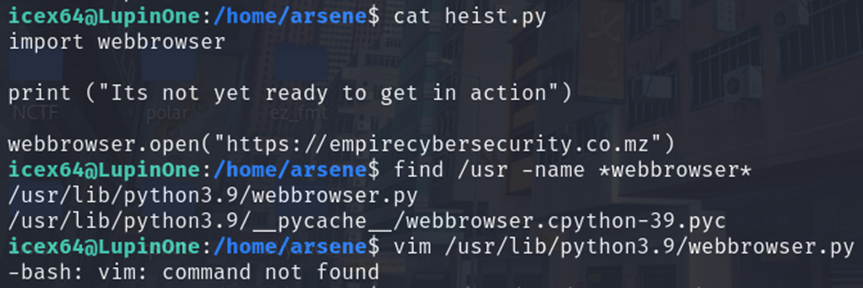 icex64@LupinOne:/home/arsene$ cat heist.py
import webbrowser
print ("Its not yet ready to get in action")
NCTF polar ez_fmt
webbrowser.open("https://empirecybersecurity.co.mz")
icex64@LupinOne:/home/arsene$ find /usr -name *webbrowser*
/usr/lib/python3.9/webbrowser.py
/usr/lib/python3.9/__pycache__/webbrowser.cpython-39.pyc
icex64@LupinOne:/home/arsene$ vim /usr/lib/python3.9/webbrowser.py
-bash: vim: command not found